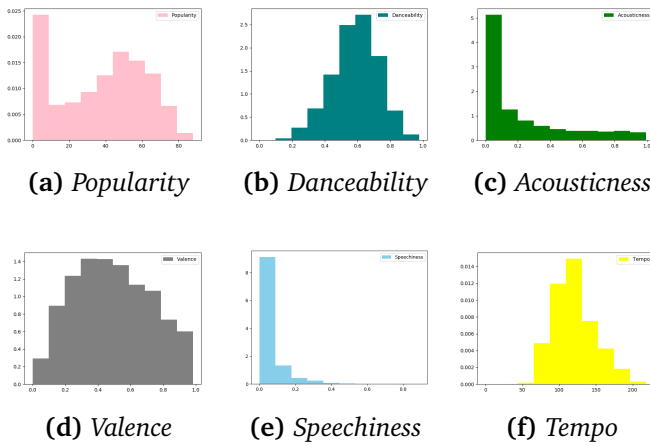 0.025
0.020
0.015
0.010
0.005
0.000
0 20 40 60 80
Popularity
(a) Popularity
2.5
2.0
1.5
1.0
0.5
0.0
0.0 0.2 0.4 0.6 0.8 1.0
Danceability
(b) Danceability
5
4
3
2
1
0
0.0 0.2 0.4 0.6 0.8 1.0
Acousticness
(c) Acousticness
1.4
1.2
1.0
0.8
0.6
0.4
0.2
0.0
0.0 0.2 0.4 0.6 0.8 1.0
Valence
(d) Valence
8
6
4
2
0
0.0 0.2 0.4 0.6 0.8
Speechiness
(e) Speechiness
0.014
0.012
0.010
0.008
0.006
0.004
0.002
0.000
0 50 100 150 200
Tempo
(f) Tempo